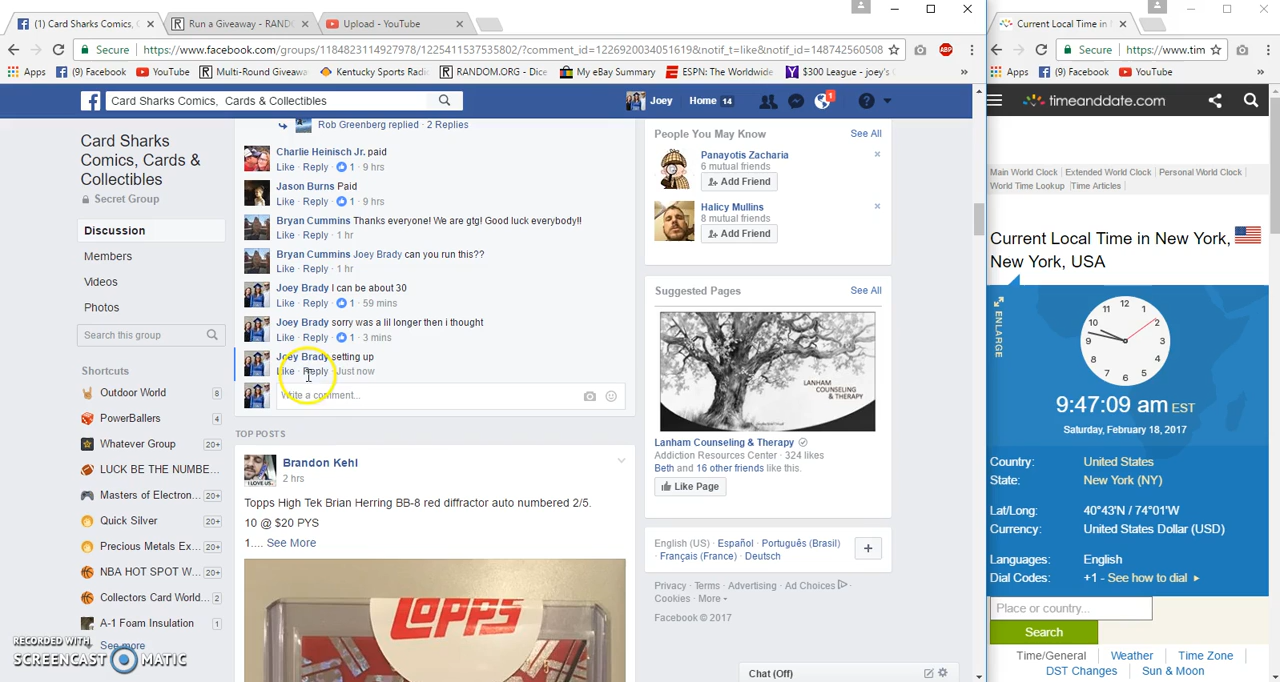 (1) Card Sharks Comics, C
Run a Giveaway - RAND
Upload - YouTube
Current Local Time in
Secure
https://www.facebook.com/groups/1184823114927978/1225411537535802/?comment_id=1226920034051619&notif_t=like&notif_id=148742560508
Secure
https://www.tim
Apps
(9) Facebook
YouTube
Multi-Round Giveawa
Kentucky Sports Radi
RANDOM.ORG - Dice
My eBay Summary
ESPN: The Worldwide
$300 League - joey's
»
Apps
(9) Facebook
YouTube
»
Card Sharks Comics, Cards & Collectibles
Joey
Home 14
1
timeanddate.com
Card Sharks
Comics, Cards &
Collectibles
Secret Group
Discussion
Members
Videos
Photos
Search this group
Shortcuts
Outdoor World 8
PowerBallers 4
Whatever Group 20+
LUCK BE THE NUMBE...
Masters of Electron... 20+
Quick Silver 20+
Precious Metals Ex... 20+
NBA HOT SPOT W... 20+
Collectors Card World... 2
A-1 Foam Insulation 1
See more
RECORDED WITH
SCREENCAST MATIC
Rob Greenberg replied · 2 Replies
Charlie Heinisch Jr. paid
Like · Reply · 1 · 9 hrs
Jason Burns Paid
Like · Reply · 1 · 9 hrs
Bryan Cummins Thanks everyone! We are gtg! Good luck everybody!!
Like · Reply · 1 hr
Bryan Cummins Joey Brady can you run this??
Like · Reply · 1 hr
Joey Brady I can be about 30
Like · Reply · 1 · 59 mins
Joey Brady sorry was a lil longer then i thought
Like · Reply · 1 · 3 mins
Joey Brady setting up
Like · Reply · Just now
Write a comment...
TOP POSTS
Brandon Kehl
2 hrs
I LOVE US.
Topps High Tek Brian Herring BB-8 red diffractor auto numbered 2/5.
10 @ $20 PYS
1.... See More
TOPPS
People You May Know
See All
Panayotis Zacharia
6 mutual friends
Add Friend
Halicy Mullins
8 mutual friends
Add Friend
Suggested Pages
See All
LANHAM
COUNSELING &
THERAPY
Lanham Counseling & Therapy
Addiction Resources Center · 324 likes
Beth and 16 other friends like this.
Like Page
English (US) · Español · Português (Brasil) ·
Français (France) · Deutsch
Privacy · Terms · Advertising · Ad Choices ·
Cookies · More
Facebook © 2017
Chat (Off)
Main World Clock
Extended World Clock
Personal World Clock
World Time Lookup
Time Articles
Current Local Time in New York,
New York, USA
ENLARGE
12
1
2
3
4
5
6
7
8
9
10
11
9:47:09 am EST
Saturday, February 18, 2017
Country: United States
State: New York (NY)
Lat/Long: 40°43'N / 74°01'W
Currency: United States Dollar (USD)
Languages: English
Dial Codes: +1 - See how to dial
Place or country...
Search
Time/General
Weather
Time Zone
DST Changes
Sun & Moon